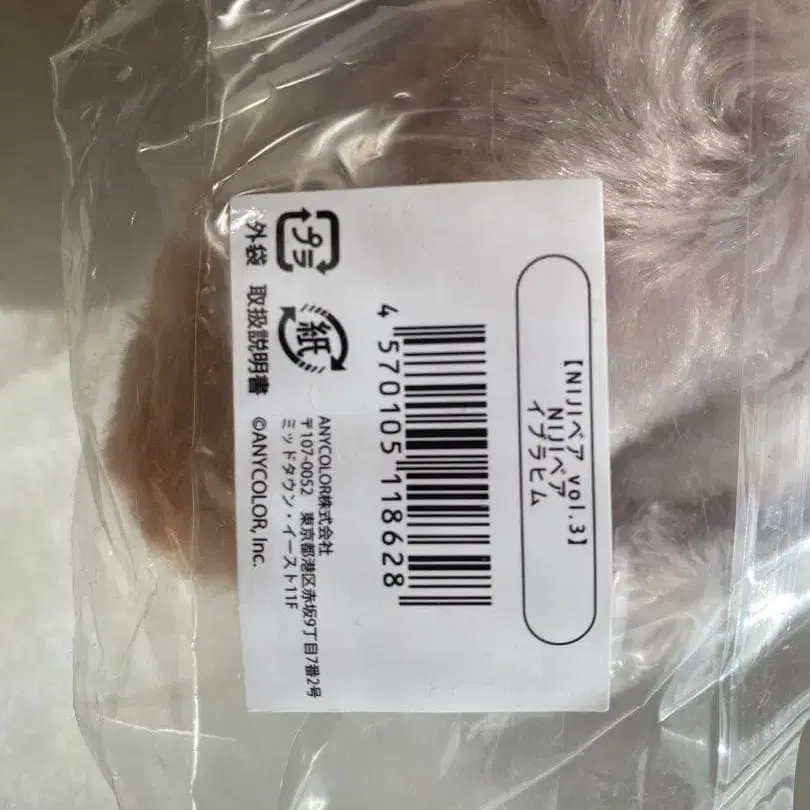 【NIJIベア vol.3】
NIJIベア
イブラヒム
4 570105 118628
プラ
紙
外袋 取扱説明書
ANYCOLOR株式会社
〒107-0052 東京都港区赤坂9丁目7番2号
ミッドタウン・イースト11F
©ANYCOLOR, Inc.